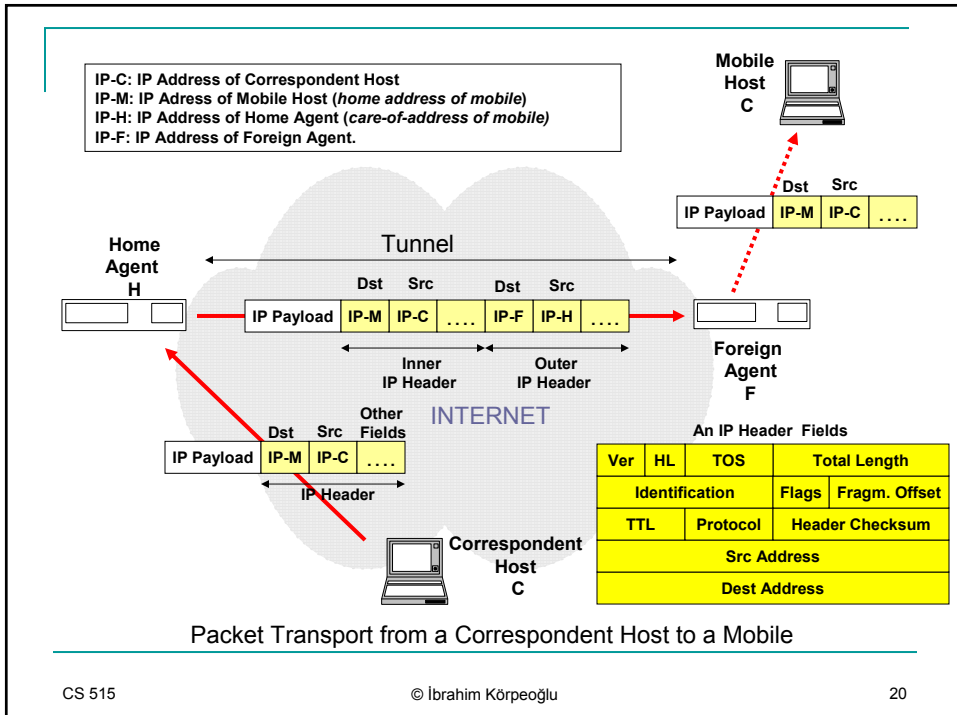 IP-C: IP Address of Correspondent Host
IP-M: IP Adress of Mobile Host (home address of mobile)
IP-H: IP Address of Home Agent (care-of-address of mobile)
IP-F: IP Address of Foreign Agent.
Mobile
Host
C
Dst Src
IP Payload IP-M IP-C ....
Home
Agent
H
Tunnel
Dst Src Dst Src
IP Payload IP-M IP-C .... IP-F IP-H ....
Inner
IP Header
Outer
IP Header
Foreign
Agent
F
INTERNET
Dst Src Other
Fields
IP Payload IP-M IP-C ....
IP Header
Correspondent
Host
C
An IP Header Fields
Ver HL TOS Total Length
Identification Flags Fragm. Offset
TTL Protocol Header Checksum
Src Address
Dest Address
Packet Transport from a Correspondent Host to a Mobile
CS 515 © İbrahim Körpeoğlu 20